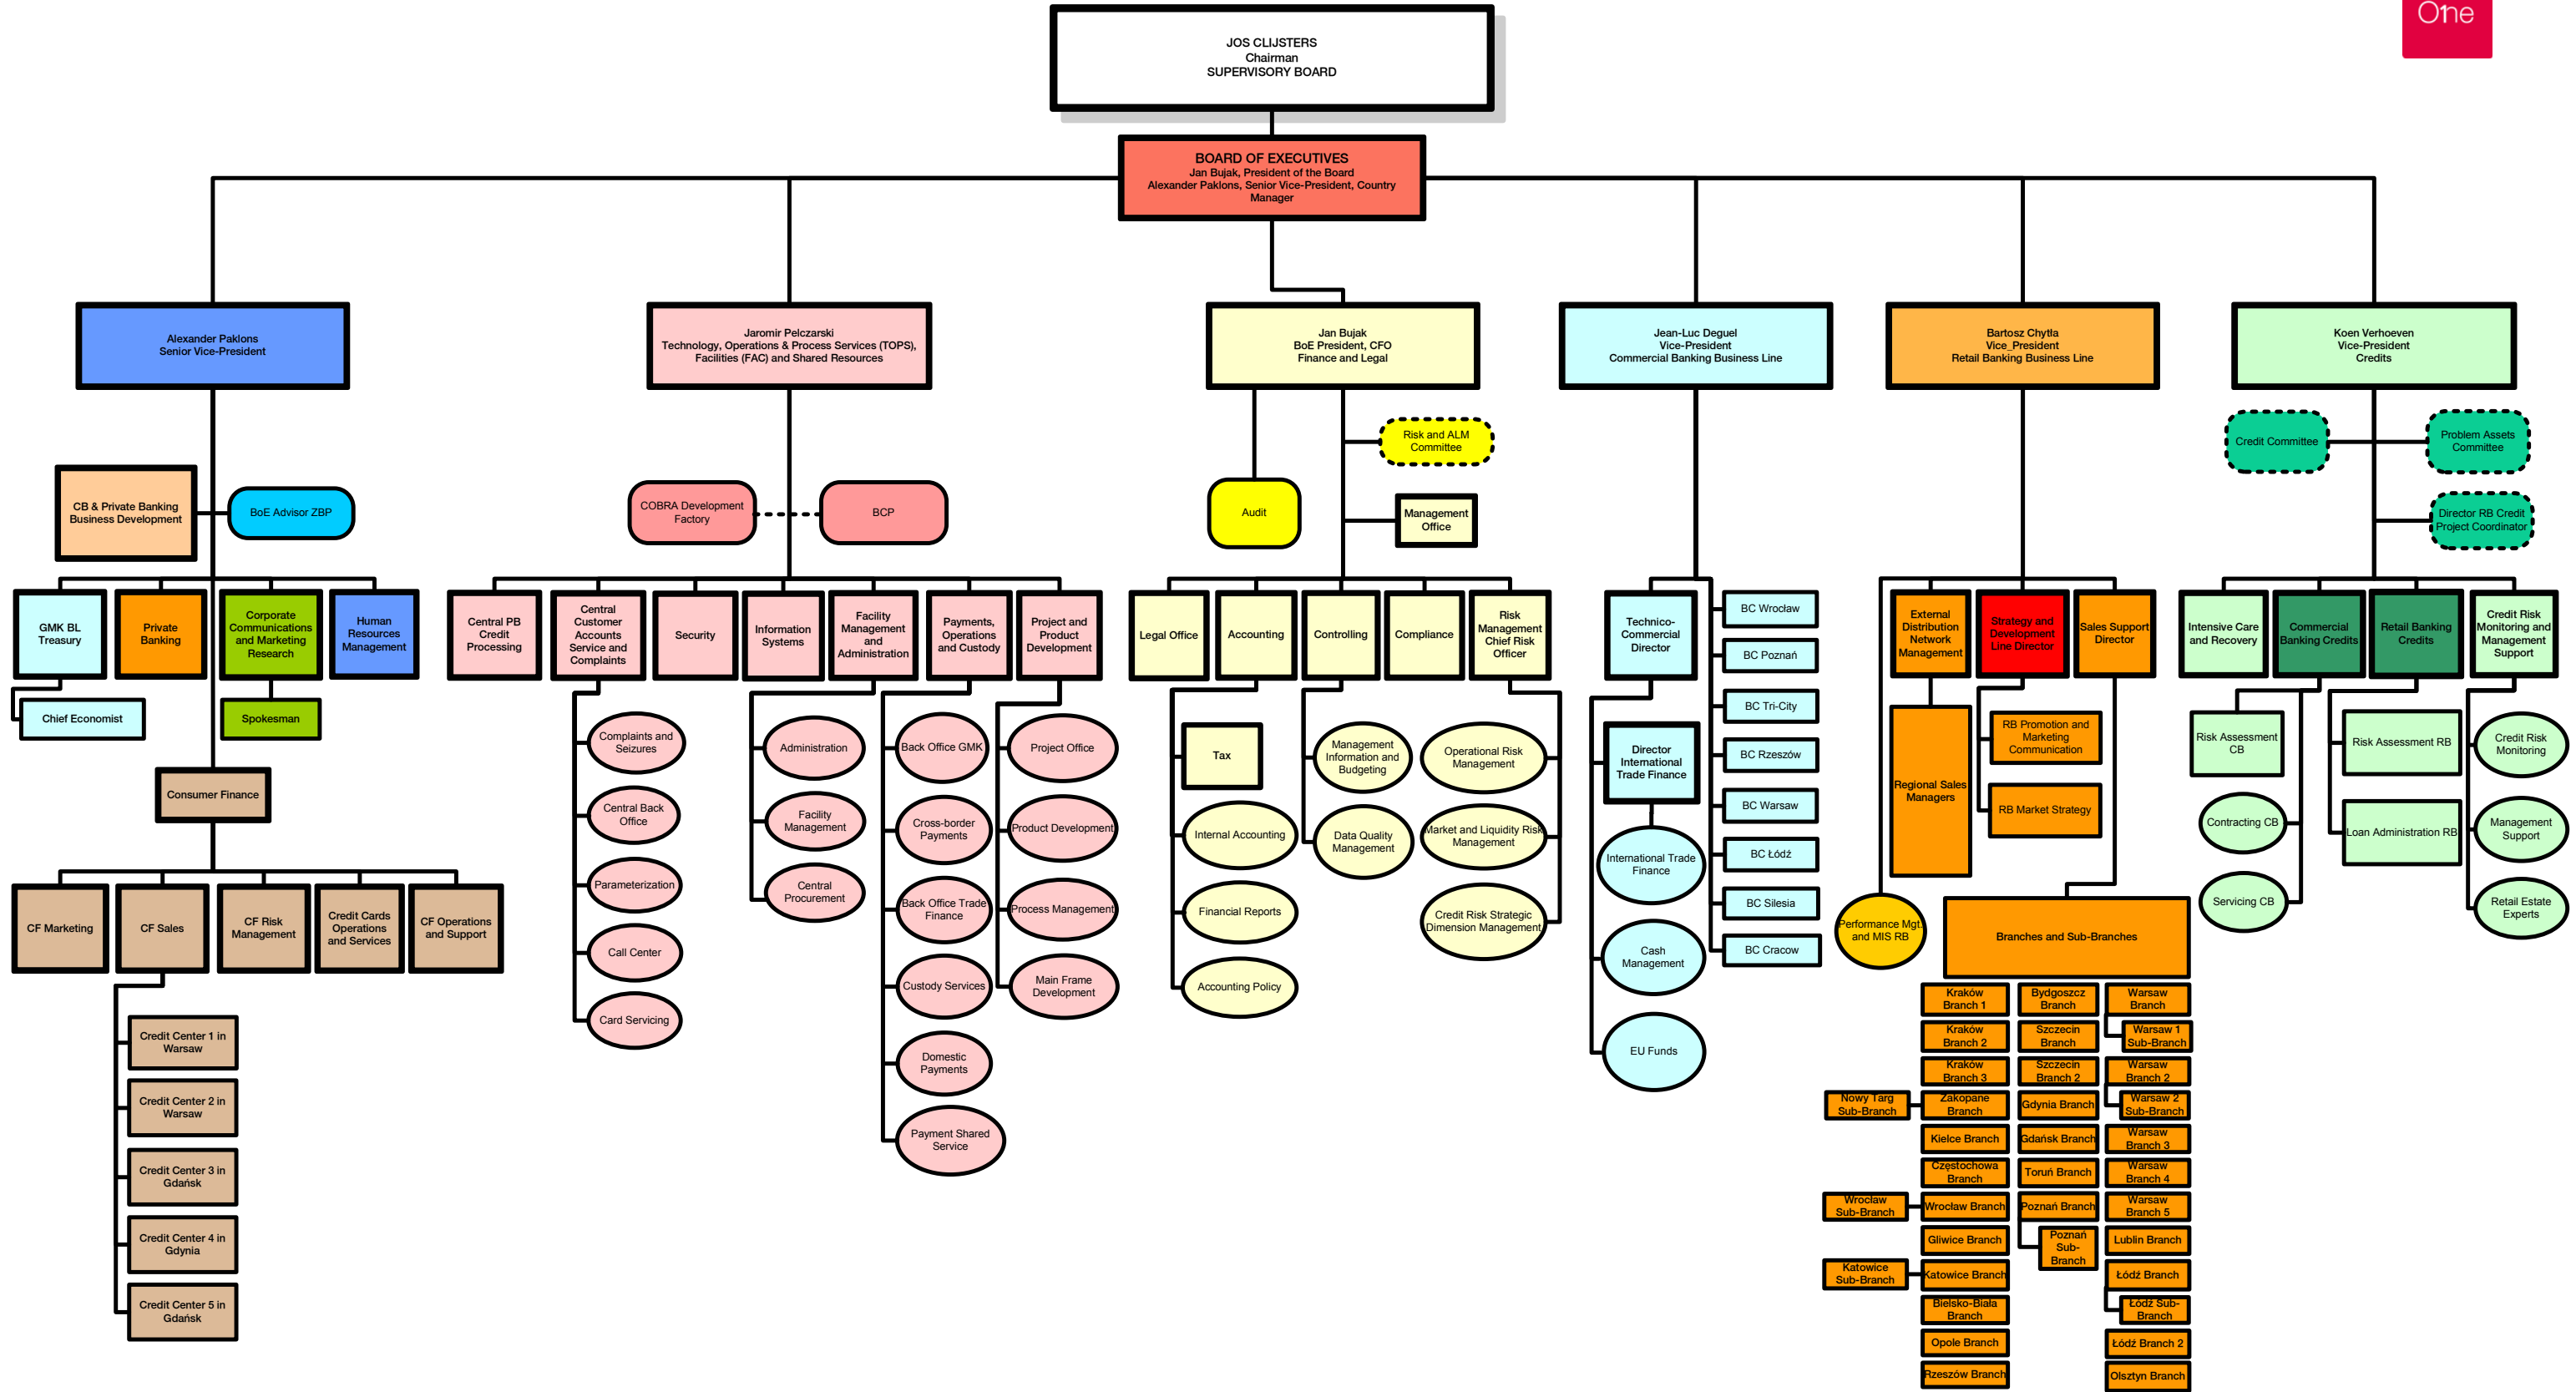 One
JOS CLIJSTERS
Chairman
SUPERVISORY BOARD
BOARD OF EXECUTIVES
Jan Bujak, President of the Board
Alexander Paklons, Senior Vice-President, Country
Manager
Alexander Paklons
Senior Vice-President
Jaromir Pelczarski
Technology, Operations & Process Services (TOPS),
Facilities (FAC) and Shared Resources
Jan Bujak
BoE President, CFO
Finance and Legal
Jean-Luc Deguel
Vice-President
Commercial Banking Business Line
Bartosz Chytła
Vice_President
Retail Banking Business Line
Koen Verhoeven
Vice-President
Credits
CB & Private Banking
Business Development
BoE Advisor ZBP
COBRA Development
Factory
BCP
Audit
Risk and ALM
Committee
Management
Office
Credit Committee
Problem Assets
Committee
Director RB Credit
Project Coordinator
GMK BL
Treasury
Private
Banking
Corporate
Communications
and Marketing
Research
Human
Resources
Management
Chief Economist
Spokesman
Consumer Finance
CF Marketing
CF Sales
CF Risk
Management
Credit Cards
Operations
and Services
CF Operations
and Support
Credit Center 1 in
Warsaw
Credit Center 2 in
Warsaw
Credit Center 3 in
Gdańsk
Credit Center 4 in
Gdynia
Credit Center 5 in
Gdańsk
Central PB
Credit
Processing
Central
Customer
Accounts
Service and
Complaints
Security
Information
Systems
Facility
Management
and
Administration
Payments,
Operations
and Custody
Project and
Product
Development
Complaints and
Seizures
Central Back
Office
Parameterization
Call Center
Card Servicing
Administration
Facility
Management
Central
Procurement
Back Office GMK
Cross-border
Payments
Back Office Trade
Finance
Custody Services
Domestic
Payments
Payment Shared
Service
Project Office
Product Development
Process Management
Main Frame
Development
Legal Office
Accounting
Controlling
Compliance
Risk
Management
Chief Risk
Officer
Tax
Internal Accounting
Financial Reports
Accounting Policy
Management
Information and
Budgeting
Data Quality
Management
Operational Risk
Management
Market and Liquidity Risk
Management
Credit Risk Strategic
Dimension Management
Technico-
Commercial
Director
Director
International
Trade Finance
International Trade
Finance
Cash
Management
EU Funds
BC Wrocław
BC Poznań
BC Tri-City
BC Rzeszów
BC Warsaw
BC Łódź
BC Silesia
BC Cracow
External
Distribution
Network
Management
Strategy and
Development
Line Director
Sales Support
Director
Regional Sales
Managers
RB Promotion and
Marketing
Communication
RB Market Strategy
Performance Mgt.
and MIS RB
Branches and Sub-Branches
Kraków
Branch 1
Kraków
Branch 2
Kraków
Branch 3
Nowy Targ
Sub-Branch
Zakopane
Branch
Kielce Branch
Częstochowa
Branch
Wrocław
Sub-Branch
Wrocław Branch
Gliwice Branch
Katowice
Sub-Branch
Katowice Branch
Bielsko-Biała
Branch
Opole Branch
Rzeszów Branch
Bydgoszcz
Branch
Szczecin
Branch
Szczecin
Branch 2
Gdynia Branch
Gdańsk Branch
Toruń Branch
Poznań Branch
Poznań
Sub-
Branch
Warsaw
Branch
Warsaw 1
Sub-Branch
Warsaw
Branch 2
Warsaw 2
Sub-Branch
Warsaw
Branch 3
Warsaw
Branch 4
Warsaw
Branch 5
Lublin Branch
Łódź Branch
Łódź Sub-
Branch
Łódź Branch 2
Olsztyn Branch
Intensive Care
and Recovery
Commercial
Banking Credits
Retail Banking
Credits
Credit Risk
Monitoring and
Management
Support
Risk Assessment
CB
Contracting CB
Servicing CB
Risk Assessment RB
Loan Administration RB
Credit Risk
Monitoring
Management
Support
Retail Estate
Experts